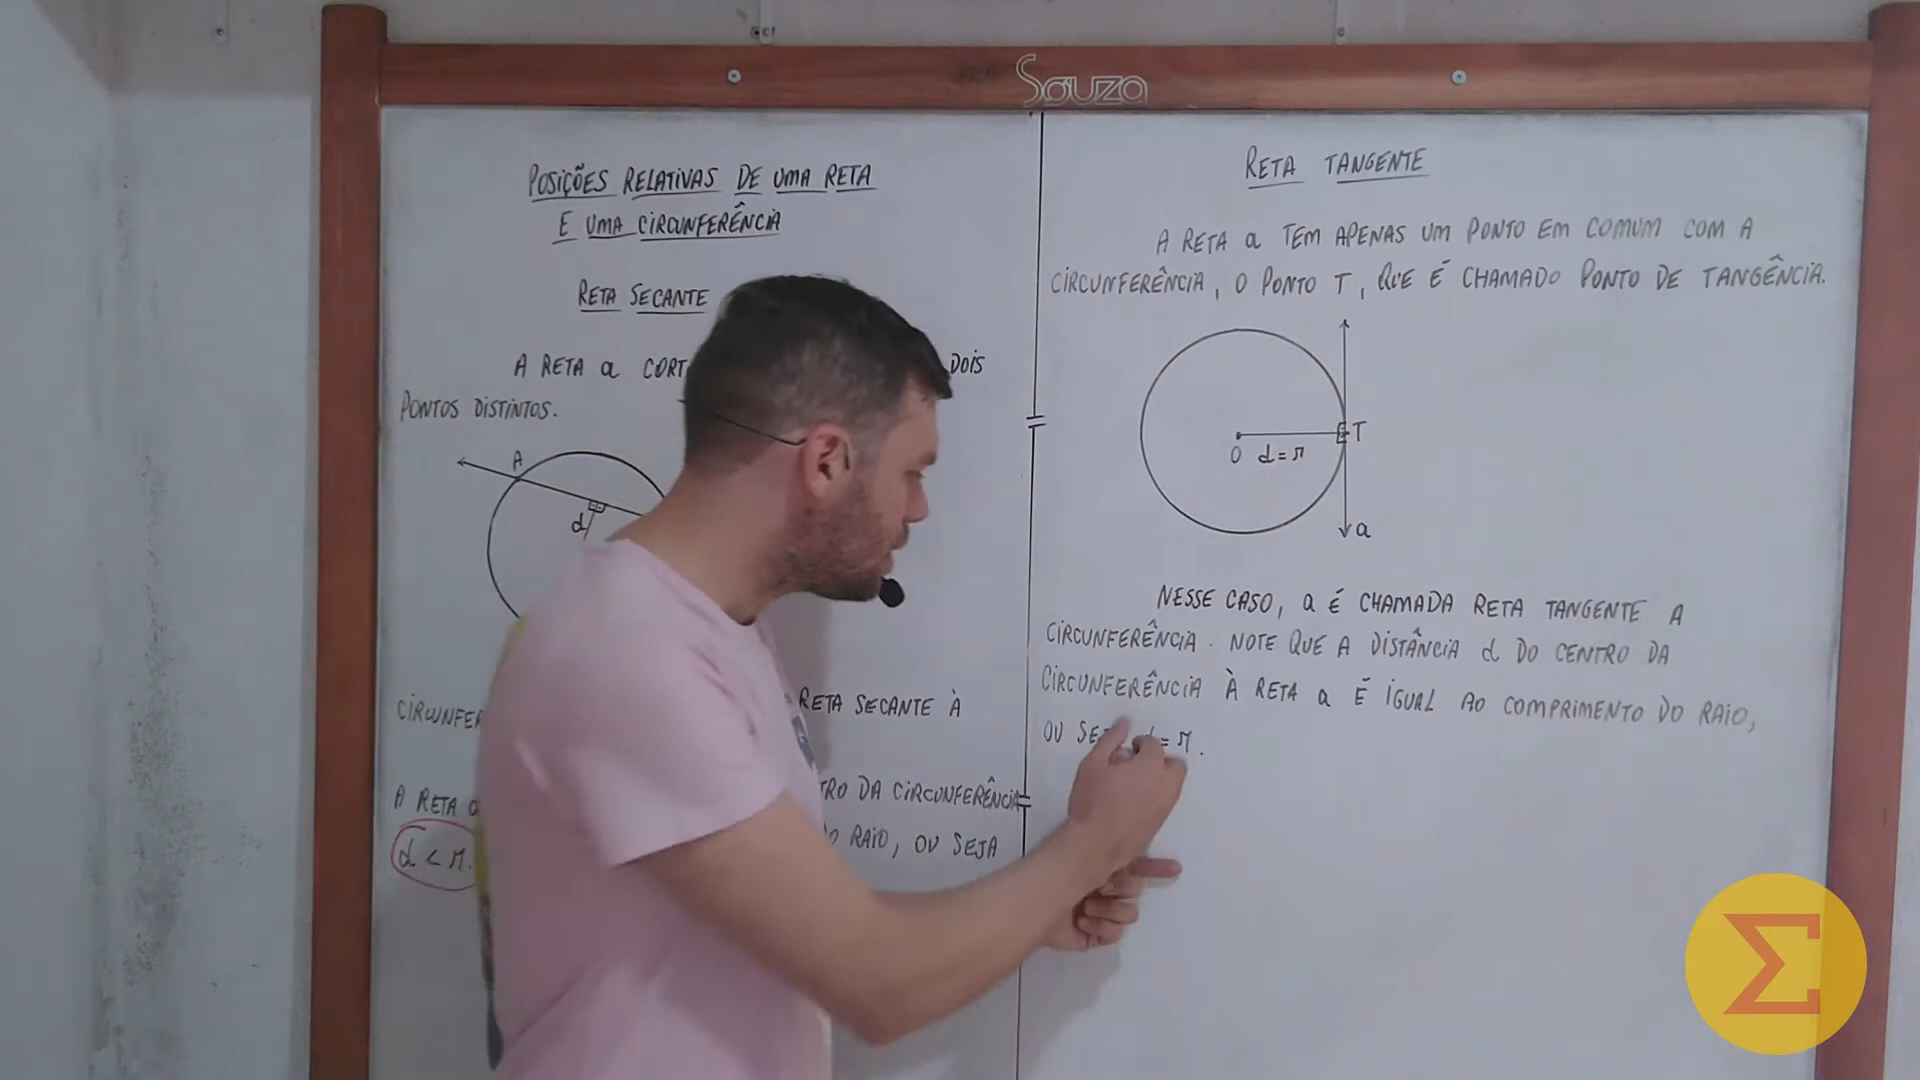 Souza
POSIÇÕES RELATIVAS DE UMA RETA
E UMA CIRCUNFERÊNCIA
RETA SECANTE
A RETA a CORT DOIS
PONTOS DISTINTOS.
A
d
RETA SECANTE À
CIRCUNFER
A RETA TRO DA CIRCUNFERÊNCIA
RAIO, OU SEJA
d < r.
RETA TANGENTE
A RETA a TEM APENAS UM PONTO EM COMUM COM A
CIRCUNFERÊNCIA, O PONTO T, QUE É CHAMADO PONTO DE TANGÊNCIA.
T
O d = r
a
NESSE CASO, a É CHAMADA RETA TANGENTE A
CIRCUNFERÊNCIA. NOTE QUE A DISTÂNCIA d DO CENTRO DA
CIRCUNFERÊNCIA À RETA a É IGUAL AO COMPRIMENTO DO RAIO,
OU SE = r.
Σ